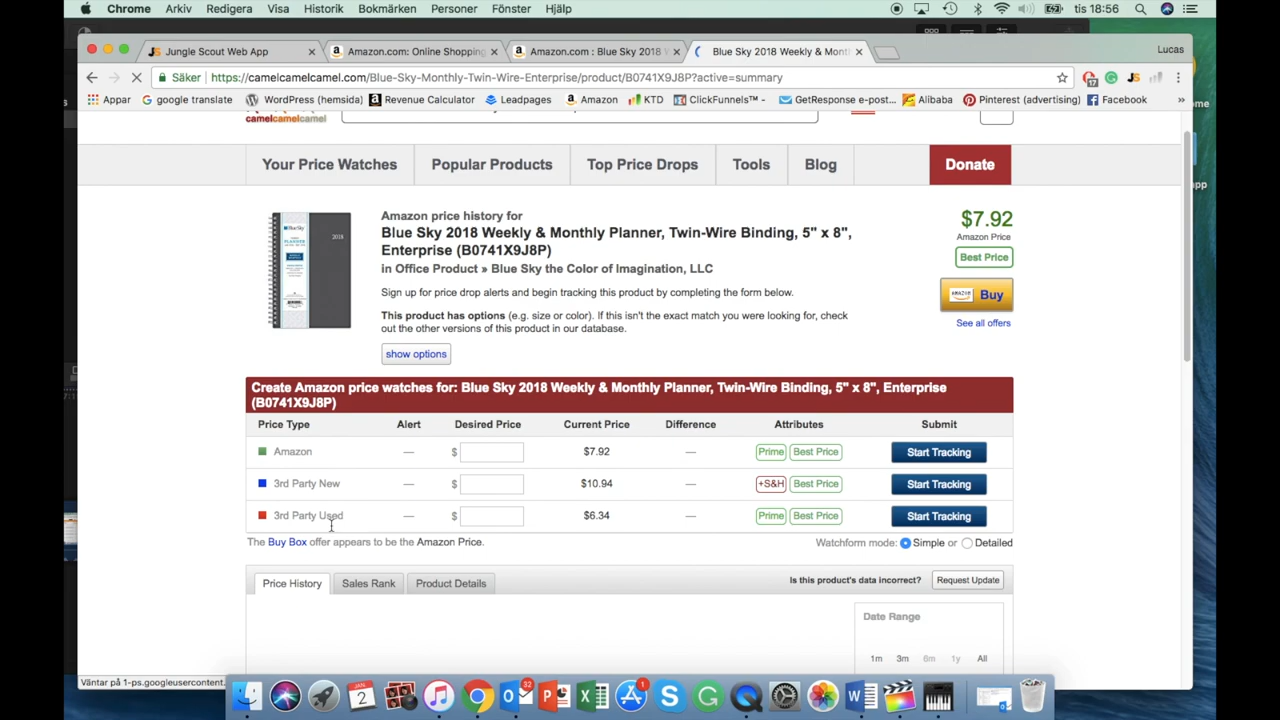 Chrome Arkiv Redigera Visa Historik Bokmärken Personer Fönster Hjälp tis 18:56
Jungle Scout Web App Amazon.com: Online Shopping Amazon.com : Blue Sky 2018 W Blue Sky 2018 Weekly & Month Lucas
Säker https://camelcamelcamel.com/Blue-Sky-Monthly-Twin-Wire-Enterprise/product/B0741X9J8P?active=summary
Appar google translate WordPress (hemsida) Revenue Calculator Leadpages Amazon KTD ClickFunnels™ - GetResponse e-post... Alibaba Pinterest (advertising) Facebook »
camelcamelcamel
Your Price Watches Popular Products Top Price Drops Tools Blog Donate
Amazon price history for
Blue Sky 2018 Weekly & Monthly Planner, Twin-Wire Binding, 5" x 8",
Enterprise (B0741X9J8P)
in Office Product » Blue Sky the Color of Imagination, LLC
Sign up for price drop alerts and begin tracking this product by completing the form below.
This product has options (e.g. size or color). If this isn't the exact match you were looking for, check
out the other versions of this product in our database.
show options
$7.92
Amazon Price
Best Price
Buy
See all offers
Create Amazon price watches for: Blue Sky 2018 Weekly & Monthly Planner, Twin-Wire Binding, 5" x 8", Enterprise
(B0741X9J8P)
Price Type Alert Desired Price Current Price Difference Attributes Submit
Amazon — $ $7.92 — Prime Best Price Start Tracking
3rd Party New — $ $10.94 — +S&H Best Price Start Tracking
3rd Party Used — $ $6.34 — Prime Best Price Start Tracking
The Buy Box offer appears to be the Amazon Price. Watchform mode: Simple or Detailed
Price History Sales Rank Product Details Is this product's data incorrect? Request Update
Date Range
1m 3m 6m 1y All
Väntar på 1-ps.googleusercontent.